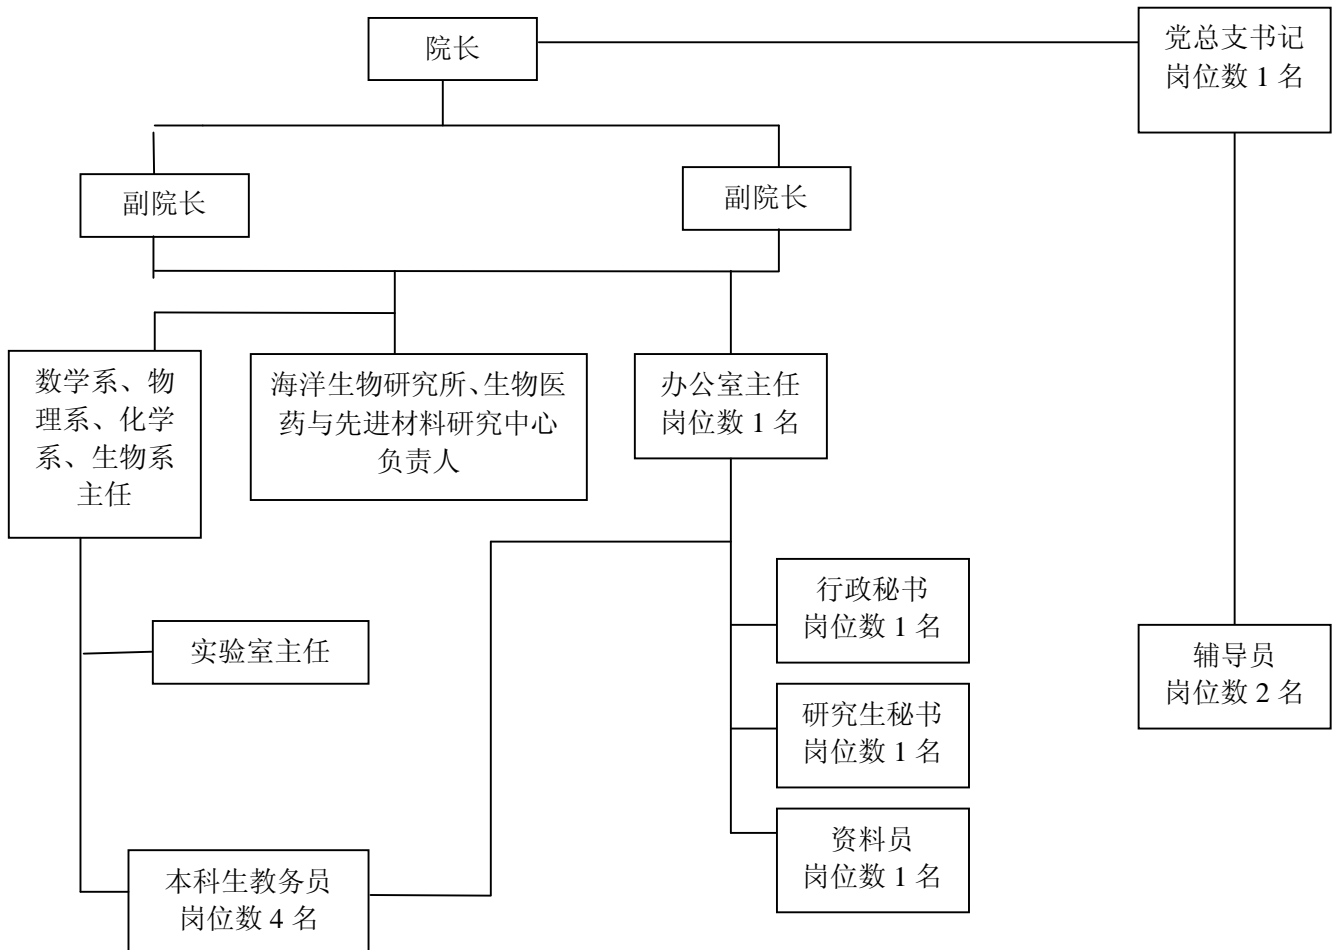 院长
党总支书记
岗位数 1 名
副院长
副院长
数学系、物
理系、化学
系、生物系
主任
海洋生物研究所、生物医
药与先进材料研究中心
负责人
办公室主任
岗位数 1 名
行政秘书
岗位数 1 名
实验室主任
辅导员
岗位数 2 名
研究生秘书
岗位数 1 名
资料员
岗位数 1 名
本科生教务员
岗位数 4 名